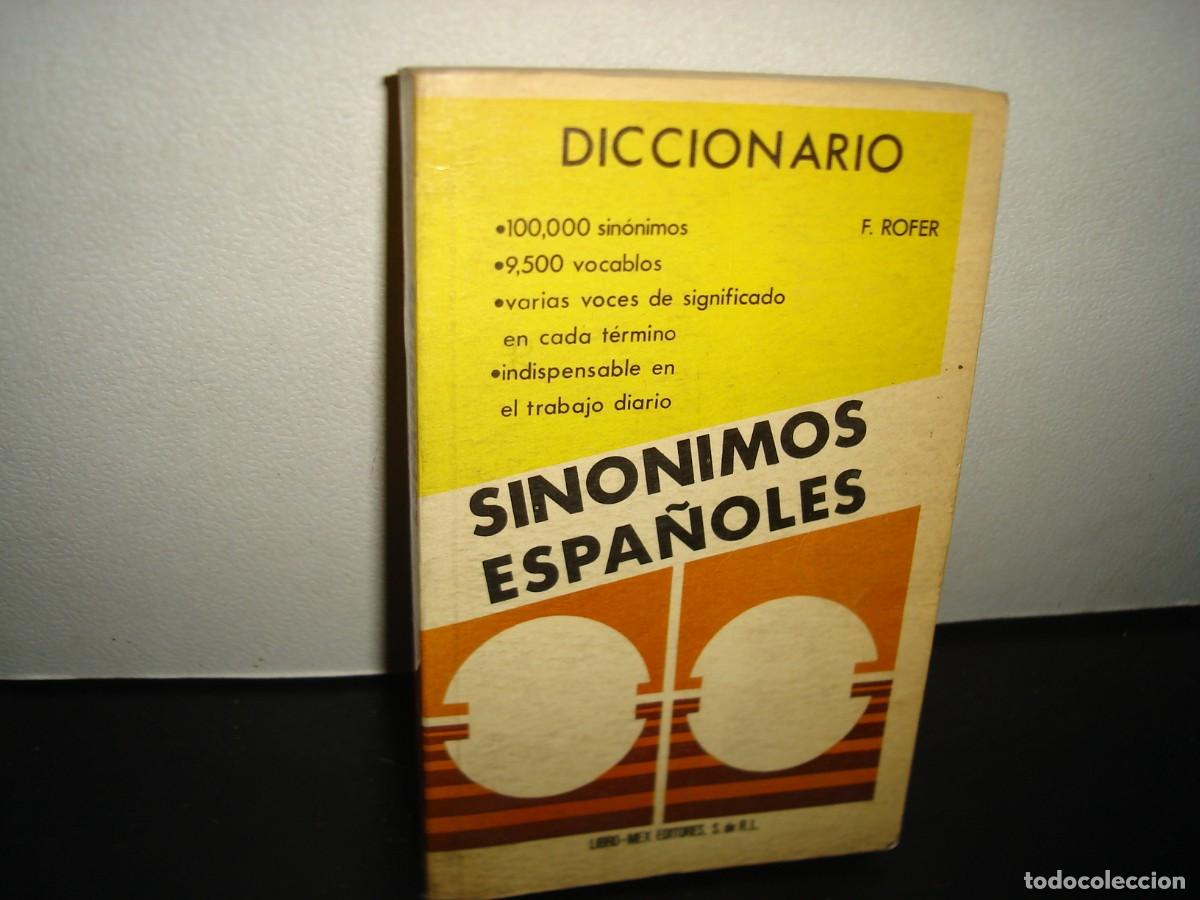 DICCIONARIO
F. ROFER
•100,000 sinónimos
•9,500 vocablos
•varias voces de significado
en cada término
•indispensable en
el trabajo diario
SINONIMOS
ESPAÑOLES
LIBRO-MEX EDITORES, S. de R.L.
todocoleccion